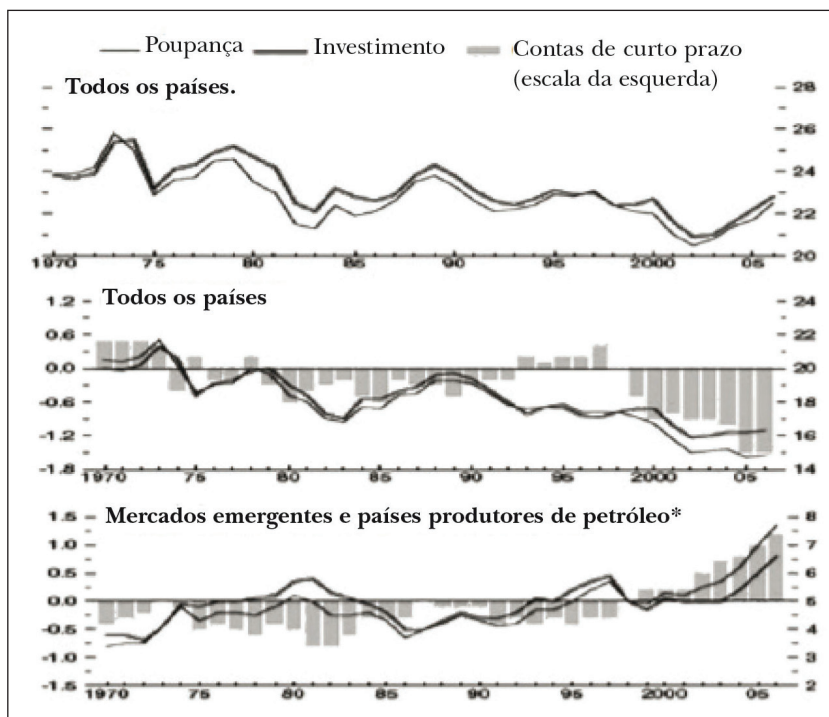 Poupança Investimento Contas de curto prazo
(escala da esquerda)
Todos os países.
28
26
24
22
20
1970 75 80 85 90 95 2000 05
Todos os países
1.2 24
0.6 22
0.0 20
-0.6 18
-1.2 16
-1.8 14
1970 75 80 85 90 95 2000 05
Mercados emergentes e países produtores de petróleo*
1.5 8
1.0 7
0.5 6
0.0 5
-0.5 4
-1.0 3
-1.5 2
1970 75 80 85 90 95 2000 05